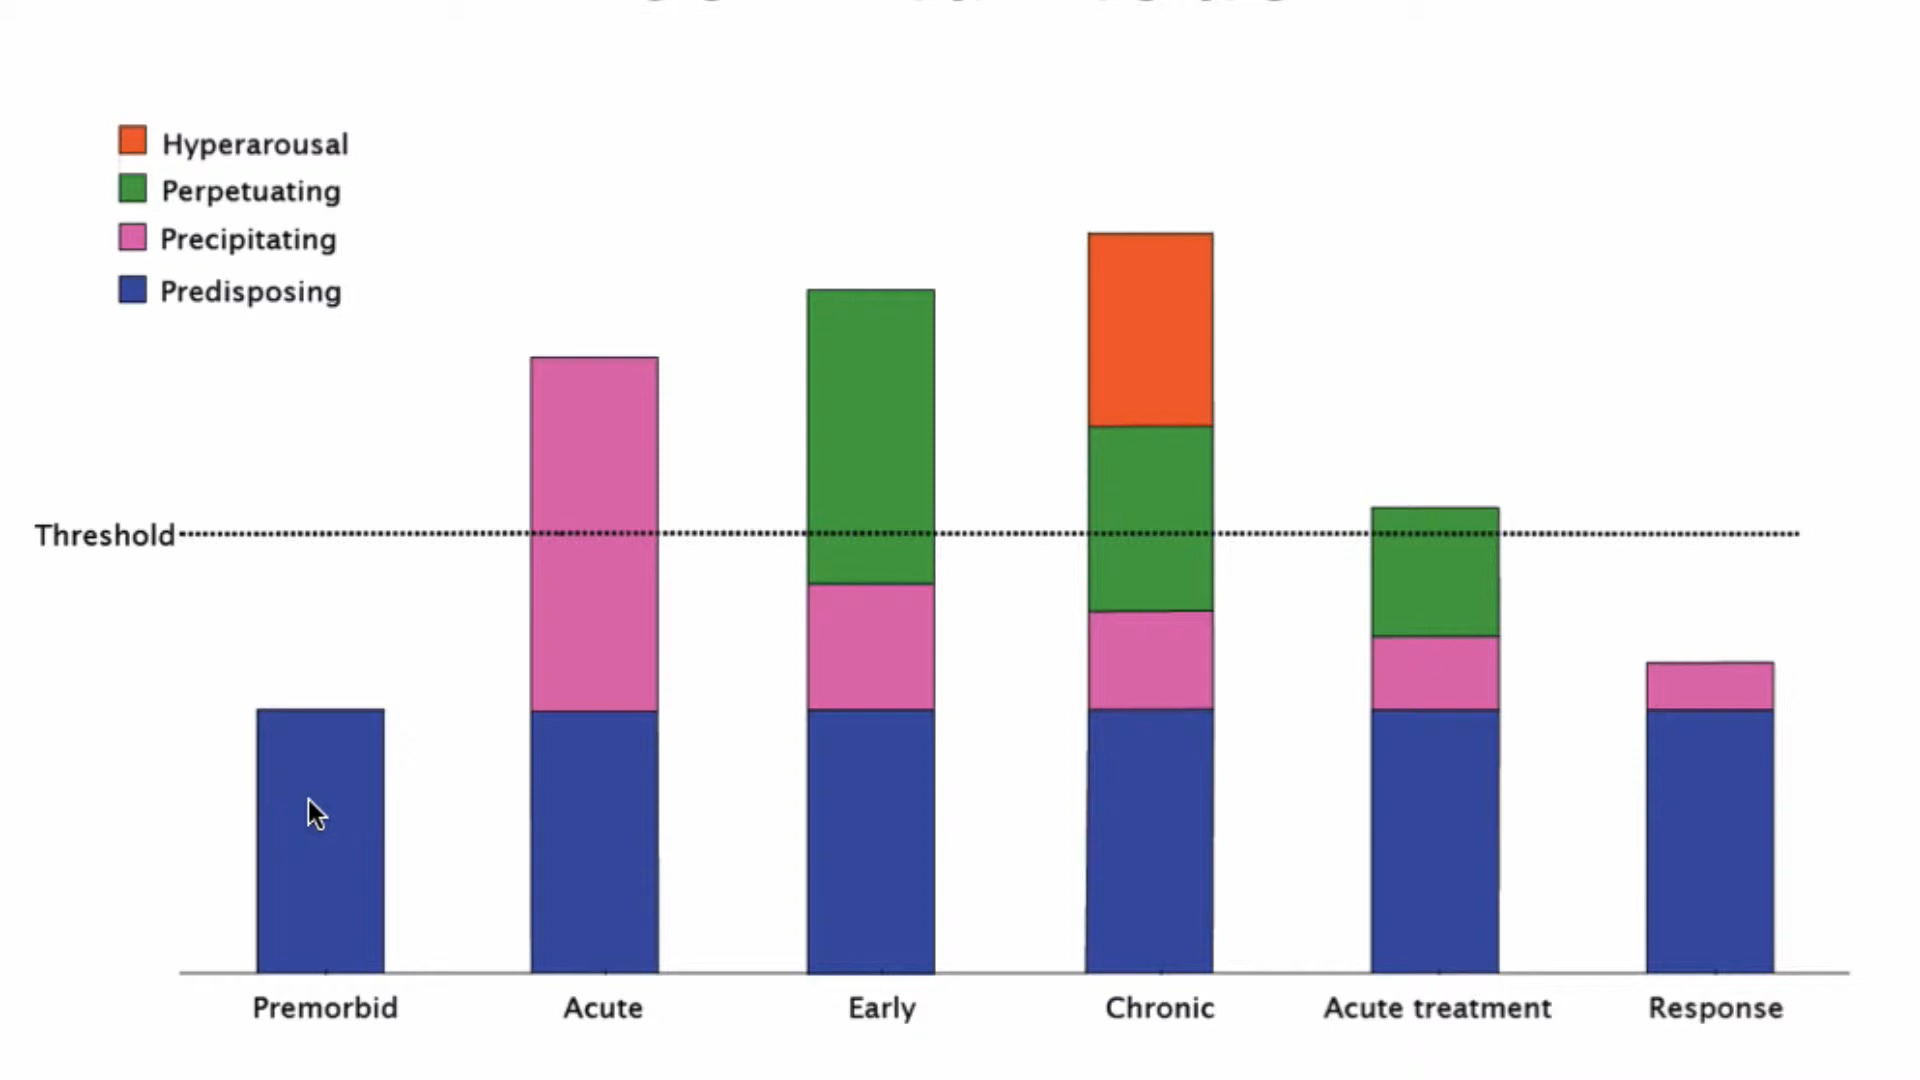 Hyperarousal
Perpetuating
Precipitating
Predisposing
Threshold
Premorbid Acute Early Chronic Acute treatment Response